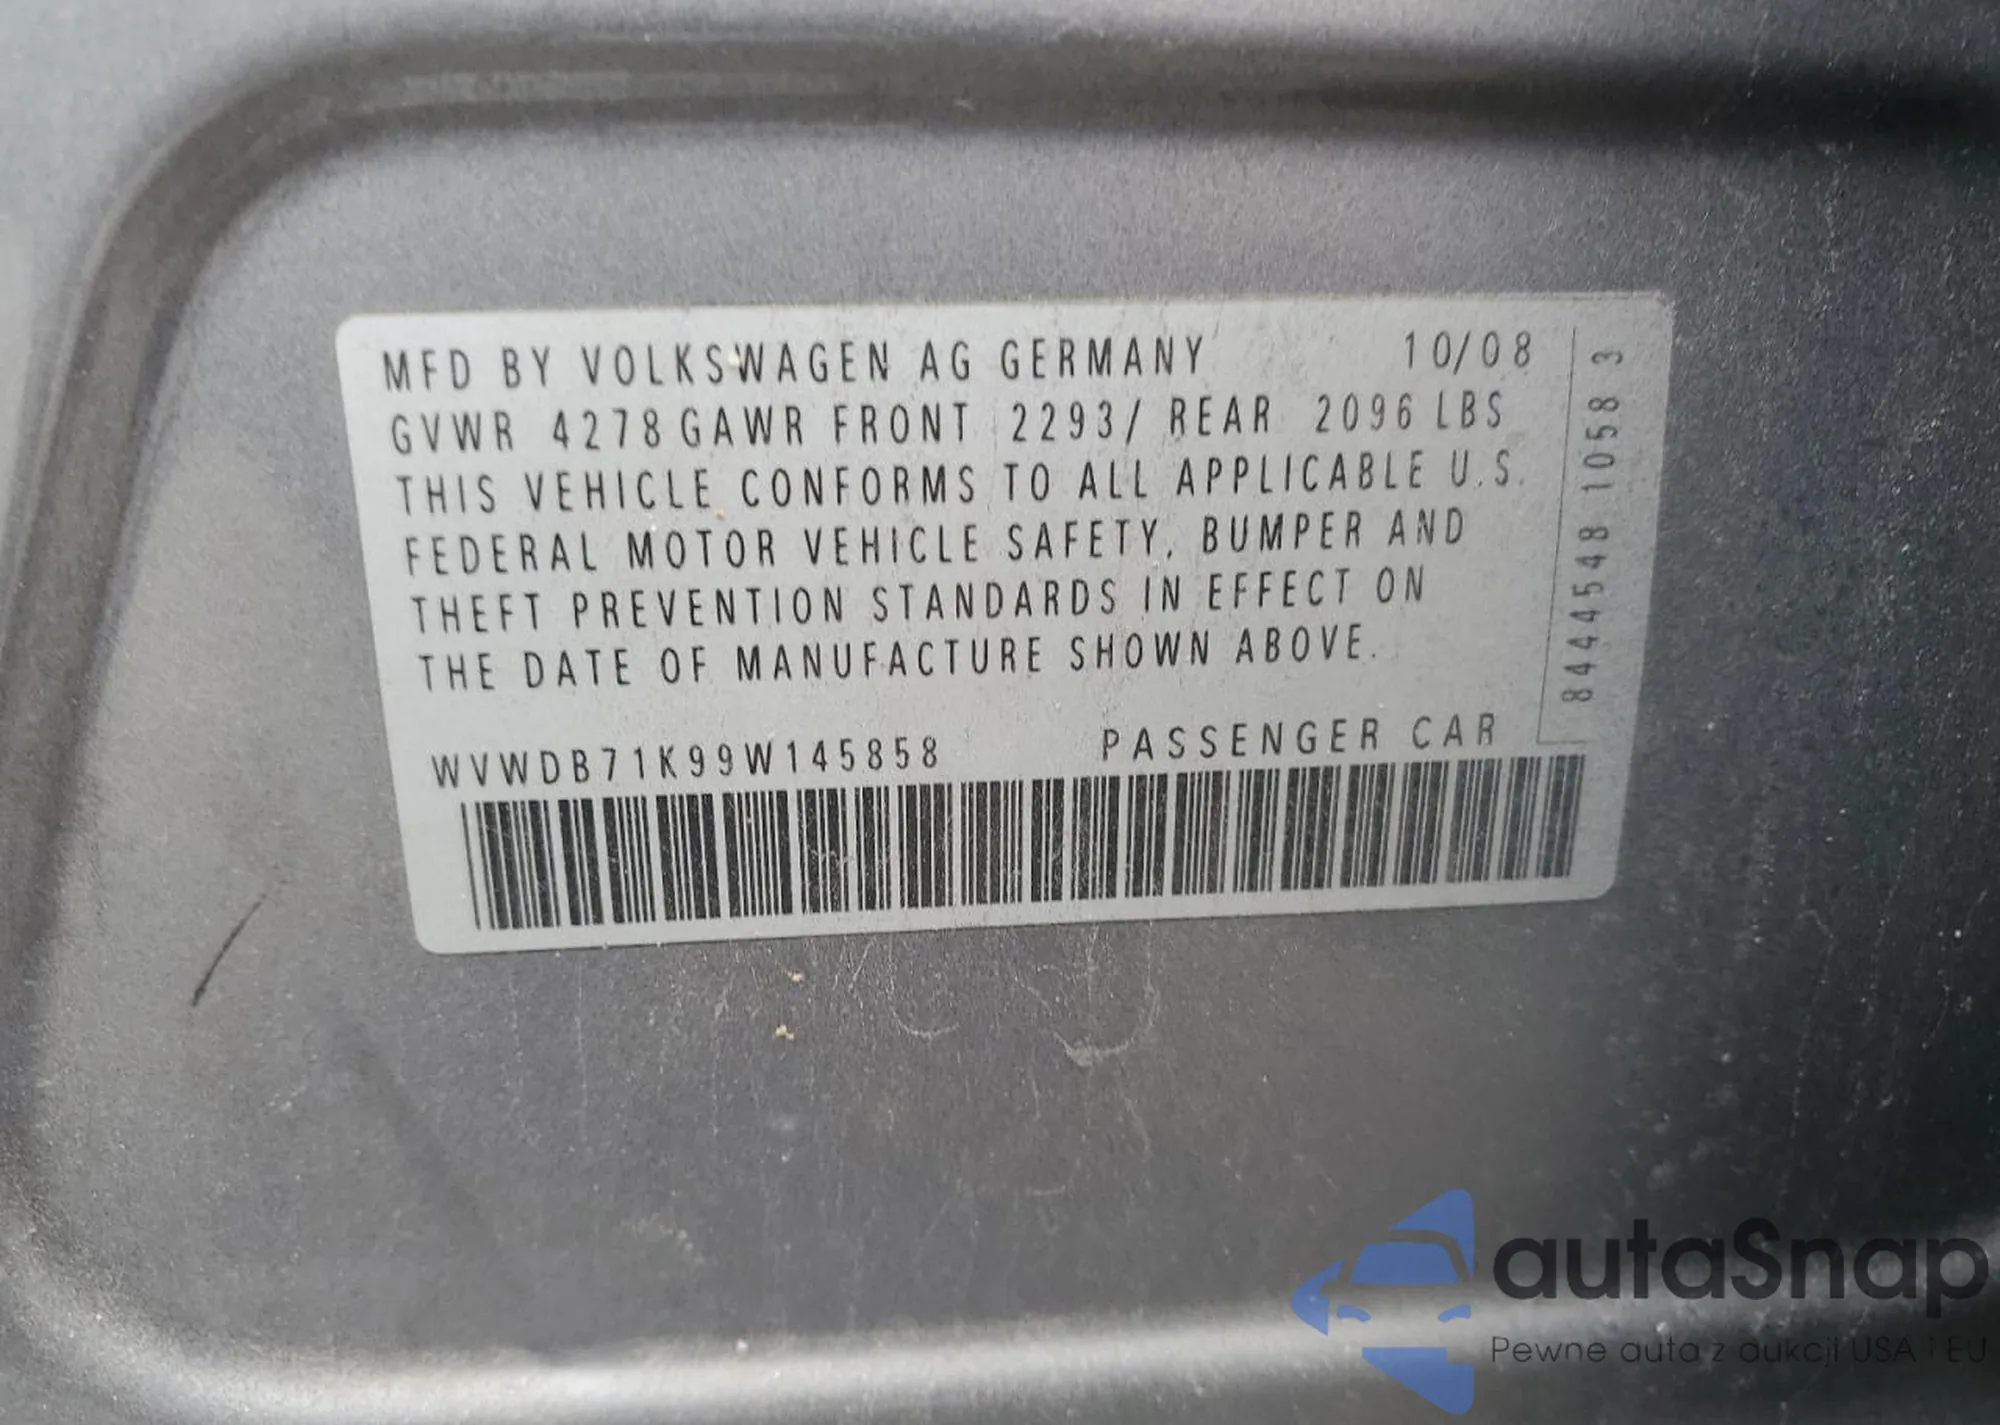 MFD BY VOLKSWAGEN AG GERMANY 10/08
GVWR 4278 GAWR FRONT 2293/ REAR 2096 LBS
THIS VEHICLE CONFORMS TO ALL APPLICABLE U.S.
FEDERAL MOTOR VEHICLE SAFETY, BUMPER AND
THEFT PREVENTION STANDARDS IN EFFECT ON
THE DATE OF MANUFACTURE SHOWN ABOVE.
WVWDB71K99W145858 PASSENGER CAR
8444548 1058 3
autaSnap
Pewne auta z aukcji USA i EU